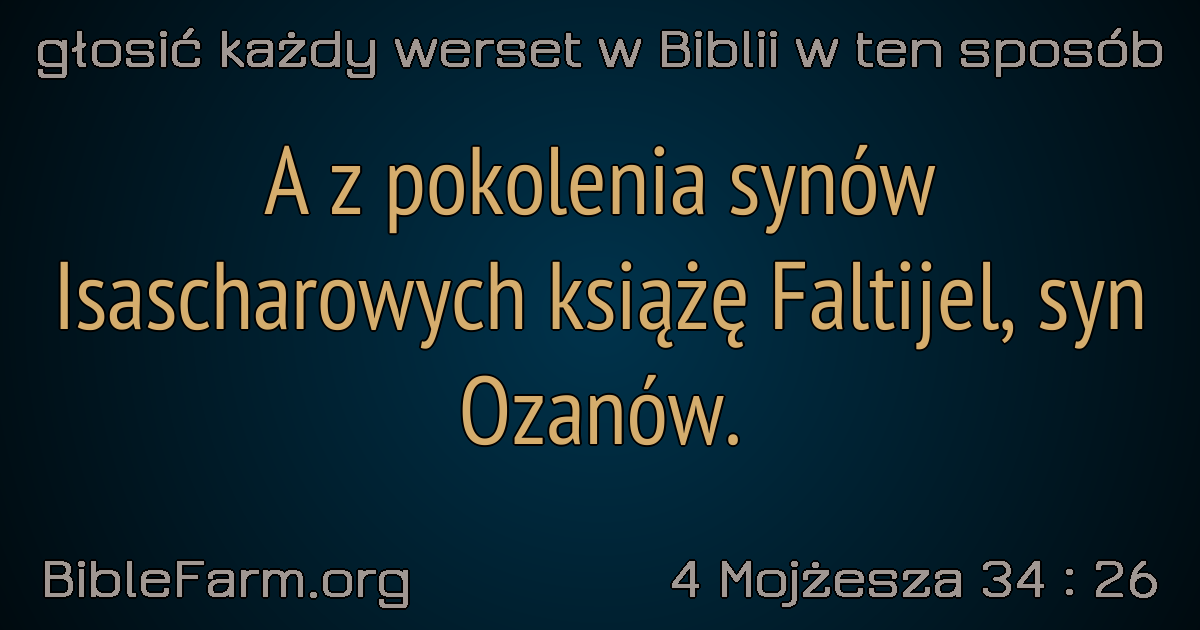 głosić każdy werset w Biblii w ten sposób
A z pokolenia synów
Isascharowych książę Faltijel, syn
Ozanów.
BibleFarm.org
4 Mojżesza 34 : 26